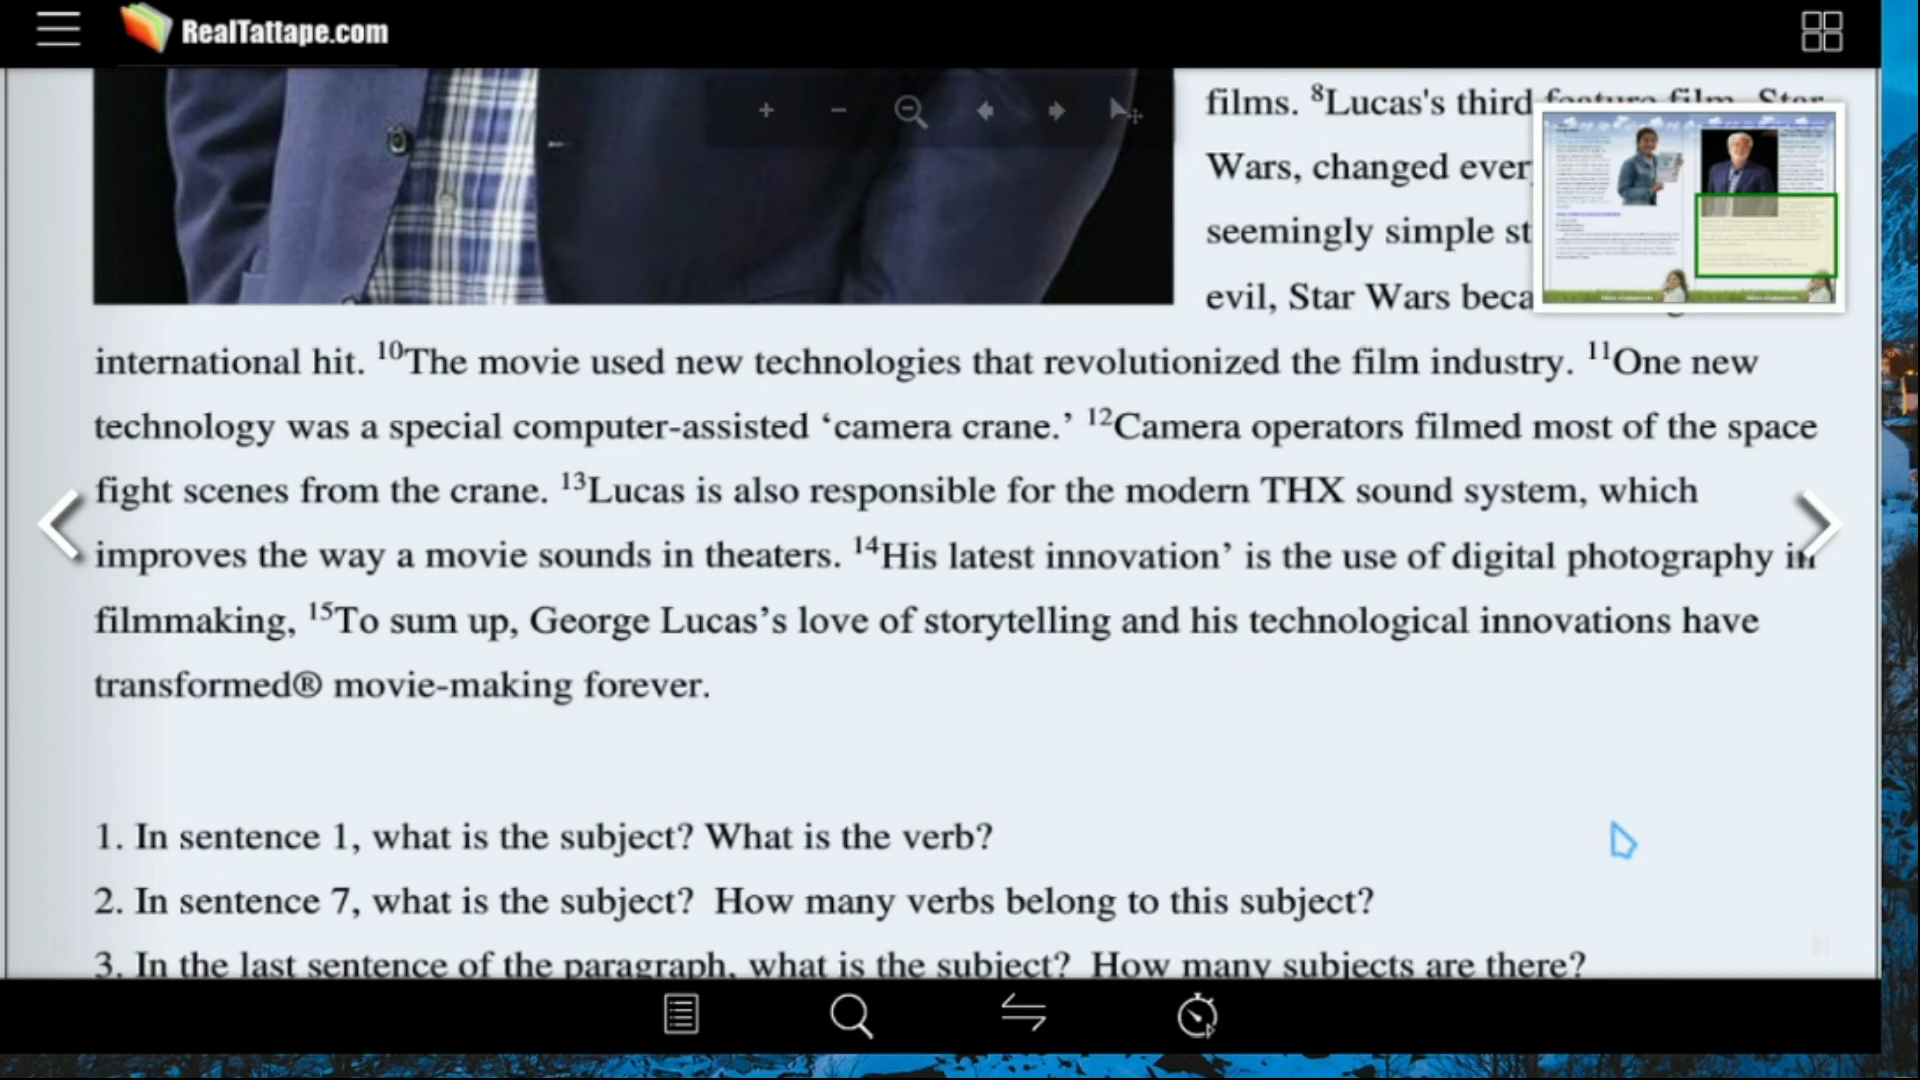 RealTattape.com
films. ⁸Lucas's third feature film, Star
Wars, changed ever
seemingly simple st
evil, Star Wars beca
international hit. ¹⁰The movie used new technologies that revolutionized the film industry. ¹¹One new
technology was a special computer-assisted ‘camera crane.’ ¹²Camera operators filmed most of the space
fight scenes from the crane. ¹³Lucas is also responsible for the modern THX sound system, which
improves the way a movie sounds in theaters. ¹⁴His latest innovation’ is the use of digital photography in
filmmaking, ¹⁵To sum up, George Lucas’s love of storytelling and his technological innovations have
transformed® movie-making forever.
1. In sentence 1, what is the subject? What is the verb?
2. In sentence 7, what is the subject? How many verbs belong to this subject?
3. In the last sentence of the paragraph, what is the subject? How many subjects are there?